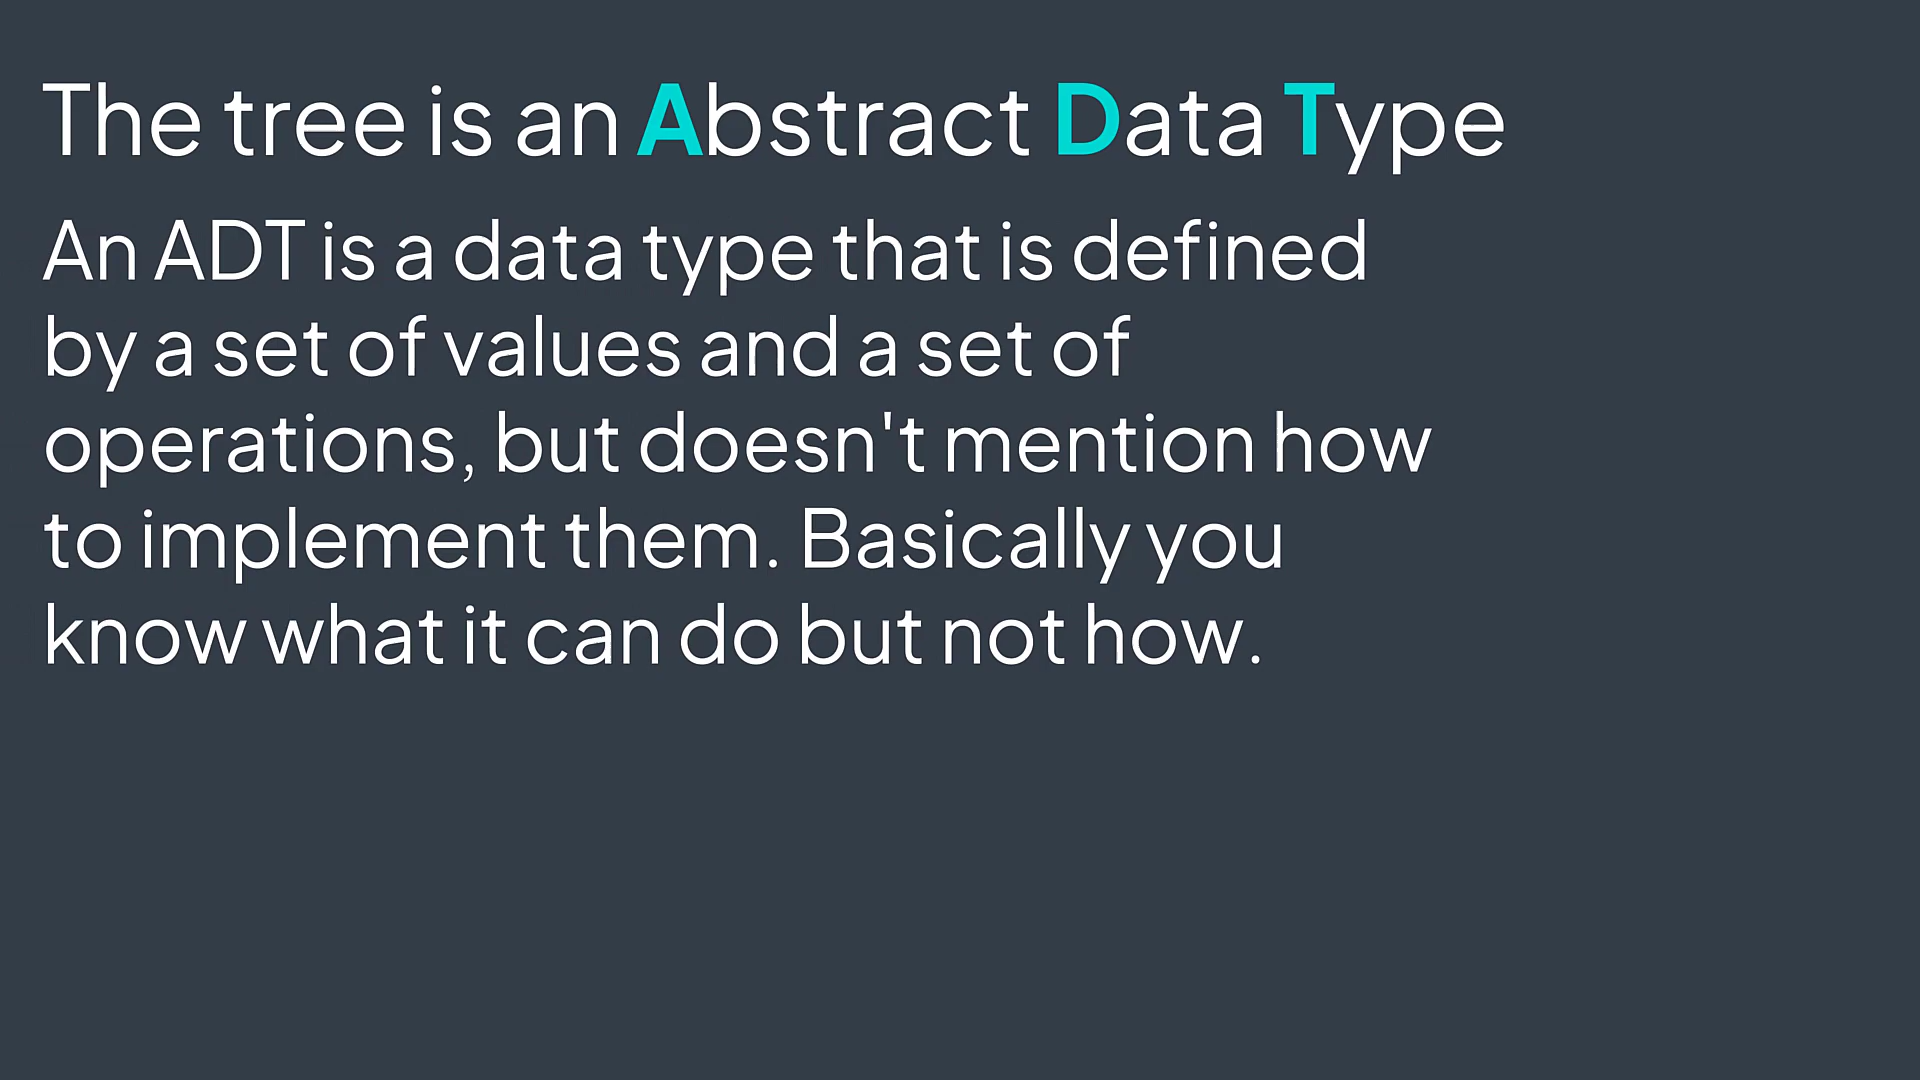 The tree is an Abstract Data Type
An ADT is a data type that is defined
by a set of values and a set of
operations, but doesn't mention how
to implement them. Basically you
know what it can do but not how.